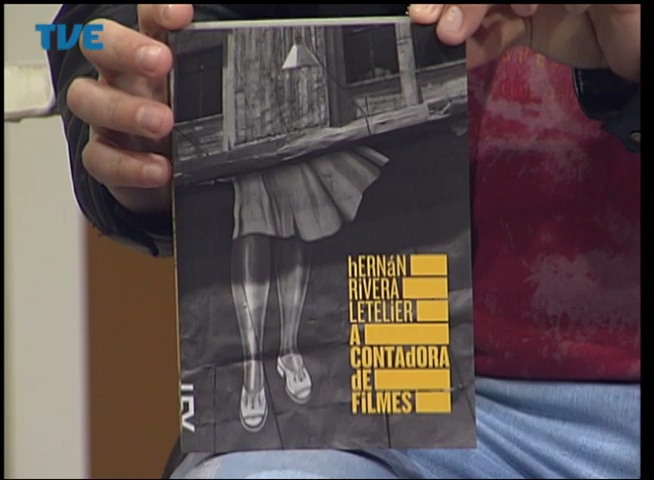 TVE
hERNáN
RiVERA
LETELiER
A
CONTAdORA
dE
FiLMES